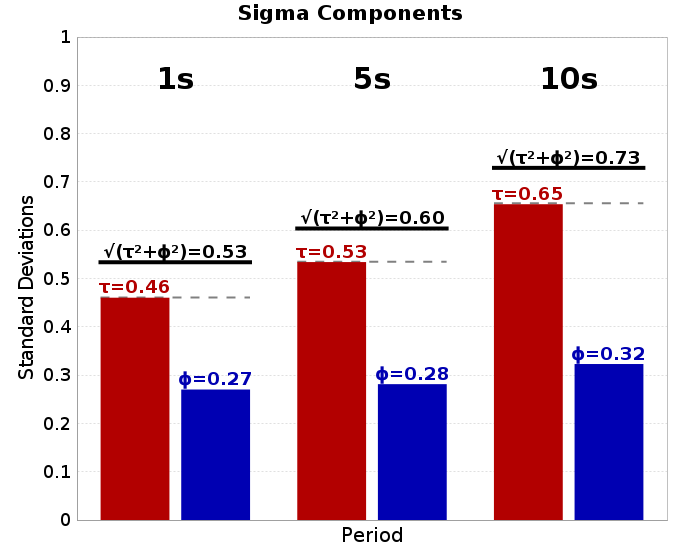 Sigma Components
1
0.9
0.8
0.7
0.6
0.5
0.4
0.3
0.2
0.1
0
Standard Deviations
1s
5s
10s
√(τ²+ϕ²)=0.53
τ=0.46
ϕ=0.27
√(τ²+ϕ²)=0.60
τ=0.53
ϕ=0.28
√(τ²+ϕ²)=0.73
τ=0.65
ϕ=0.32
Period